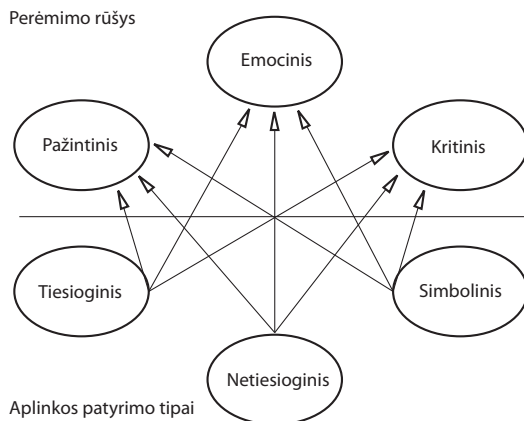 Perėmimo rūšys
Emocinis
Pažintinis
Kritinis
Tiesioginis
Simbolinis
Netiesioginis
Aplinkos patyrimo tipai